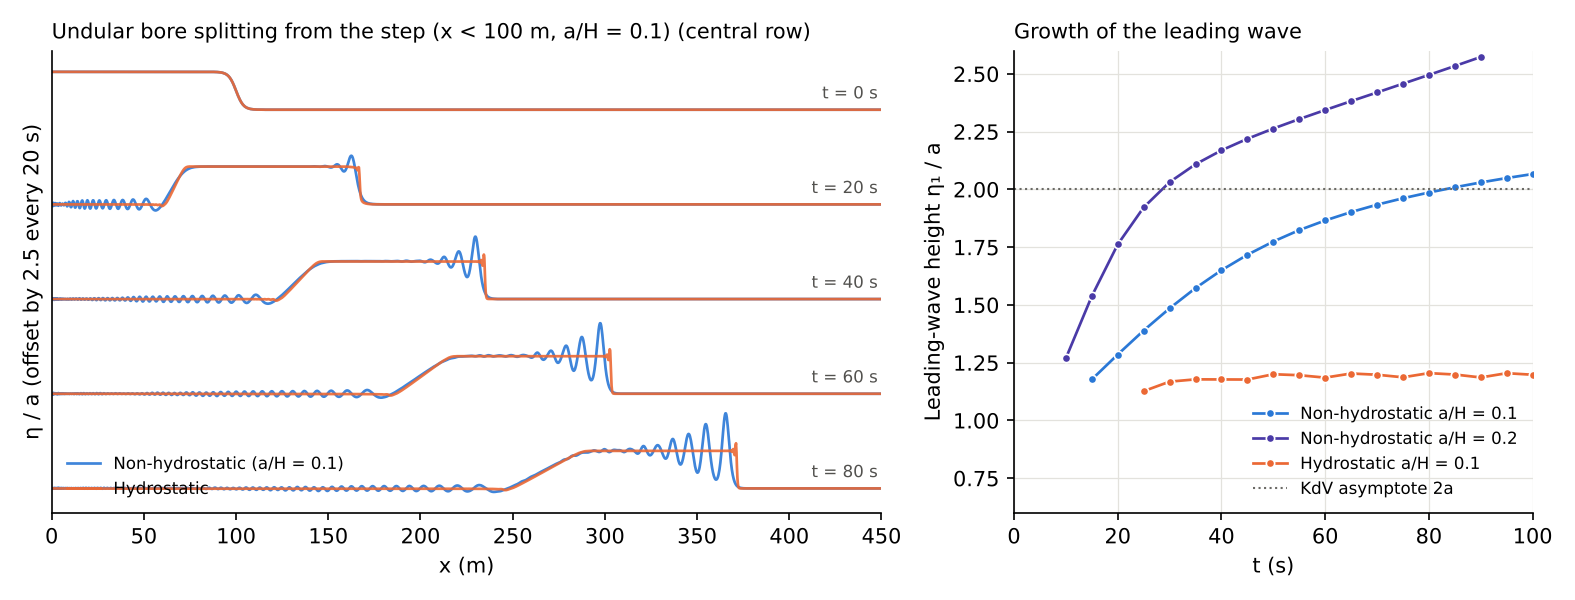 Undular bore splitting from the step (x < 100 m, a/H = 0.1) (central row)
η / a (offset by 2.5 every 20 s)
t = 0 s
t = 20 s
t = 40 s
t = 60 s
t = 80 s
Non-hydrostatic (a/H = 0.1)
Hydrostatic
0 50 100 150 200 250 300 350 400 450
x (m)
Growth of the leading wave
Leading-wave height η₁ / a
2.50
2.25
2.00
1.75
1.50
1.25
1.00
0.75
Non-hydrostatic a/H = 0.1
Non-hydrostatic a/H = 0.2
Hydrostatic a/H = 0.1
KdV asymptote 2a
0 20 40 60 80 100
t (s)